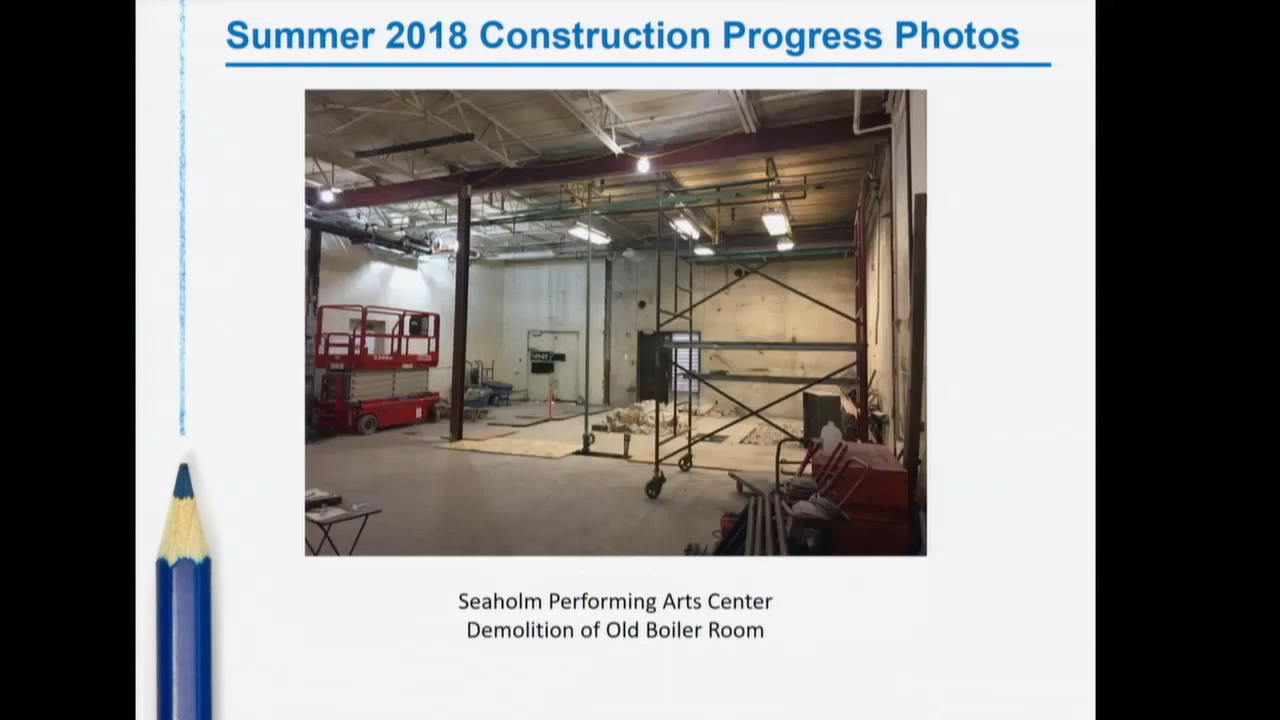 Summer 2018 Construction Progress Photos
Seaholm Performing Arts Center
Demolition of Old Boiler Room